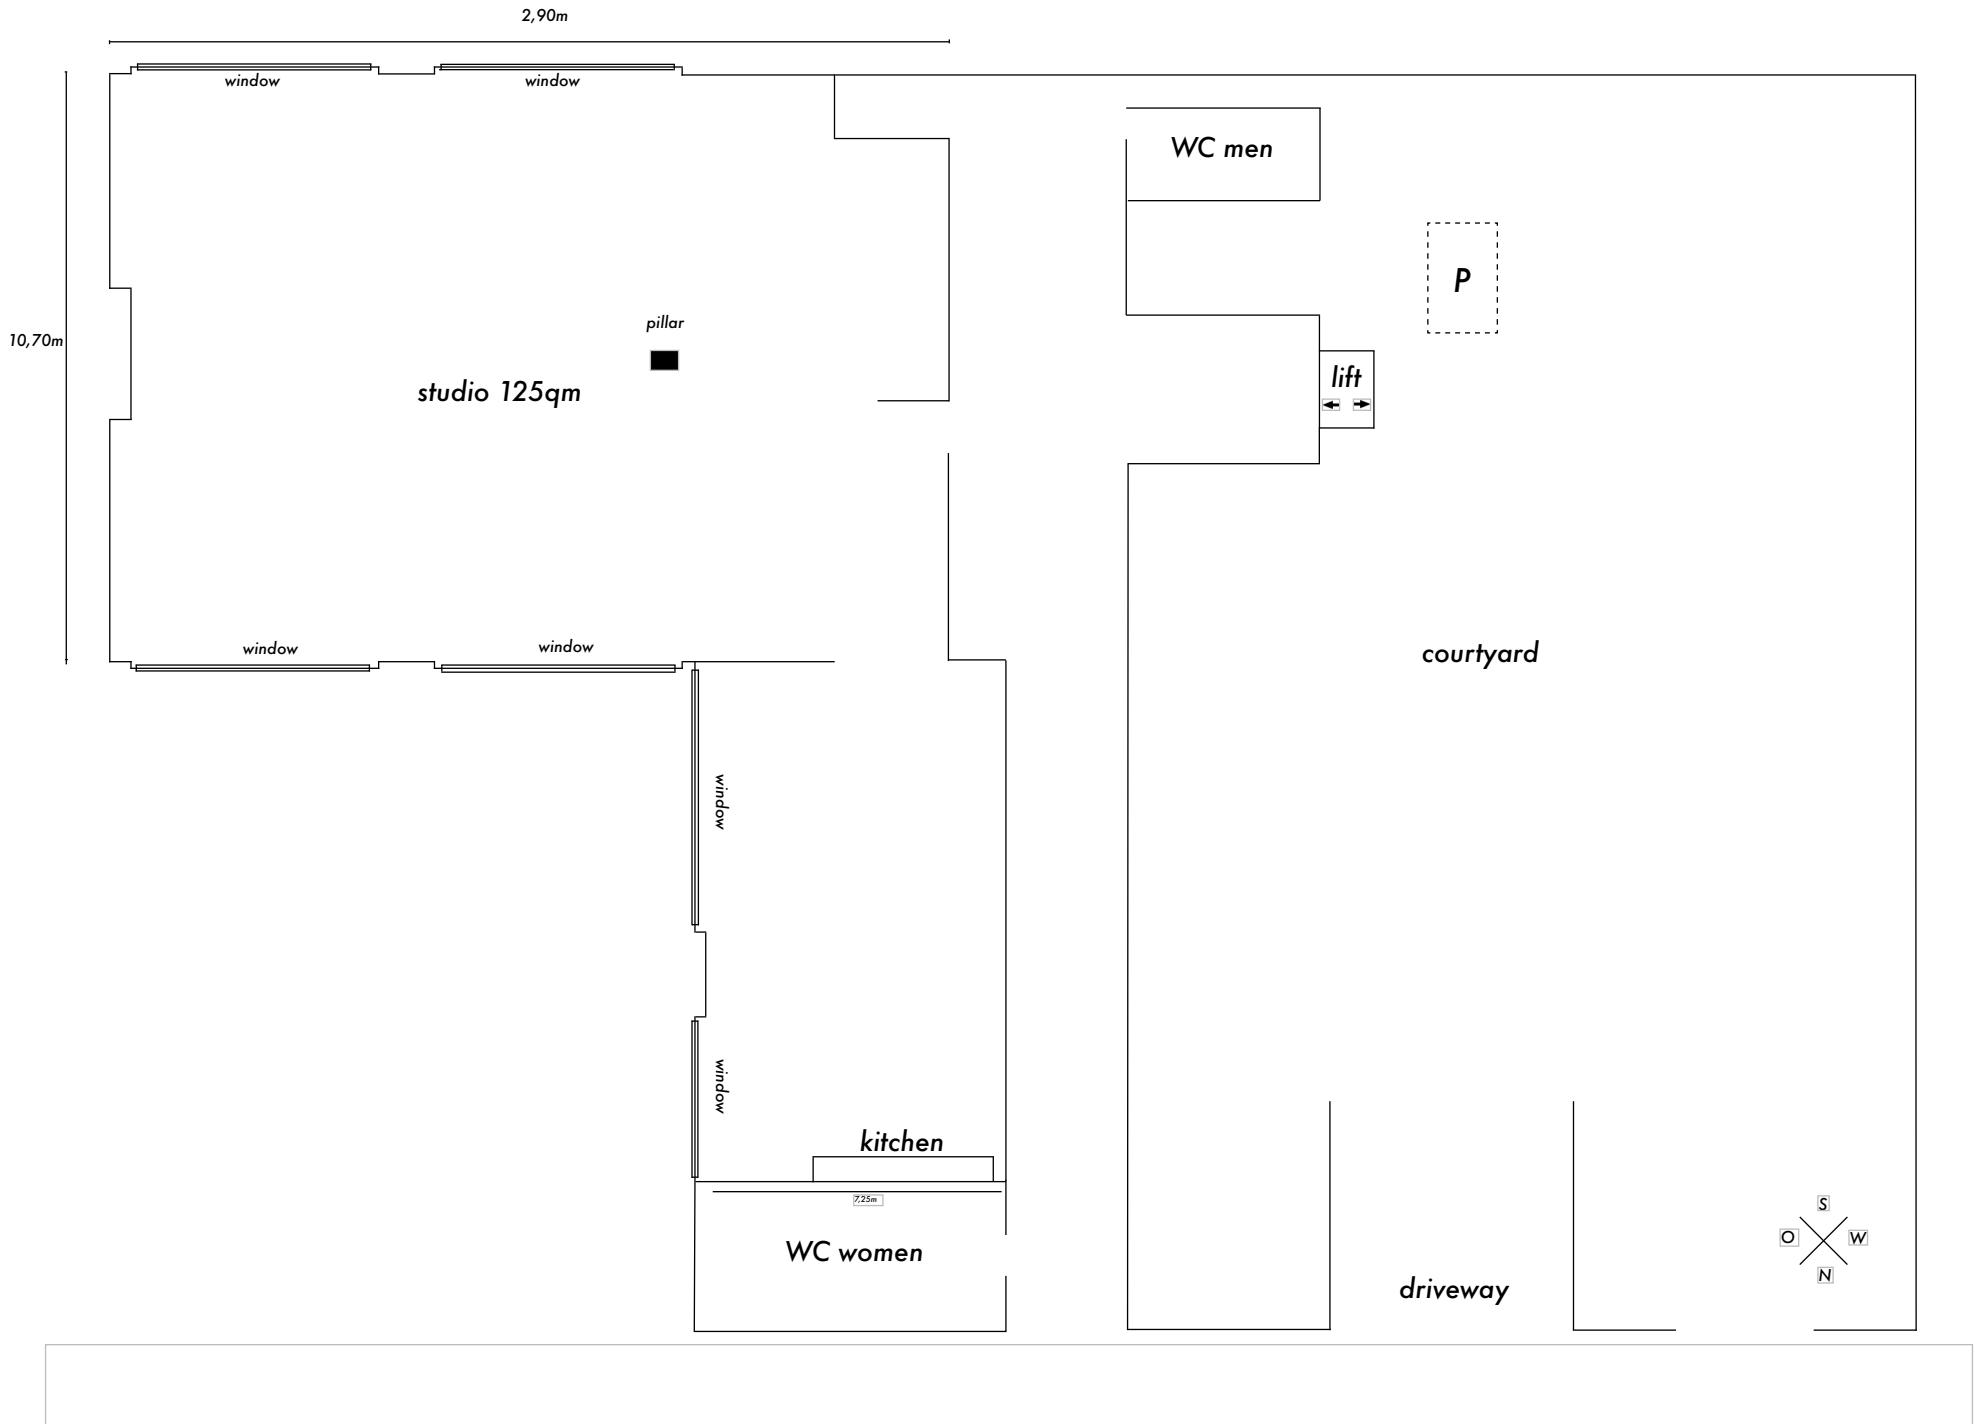 2,90m
window
window
WC men
P
pillar
10,70m
studio 125qm
lift
window
window
courtyard
window
window
kitchen
7,25m
WC women
driveway
S
O
W
N